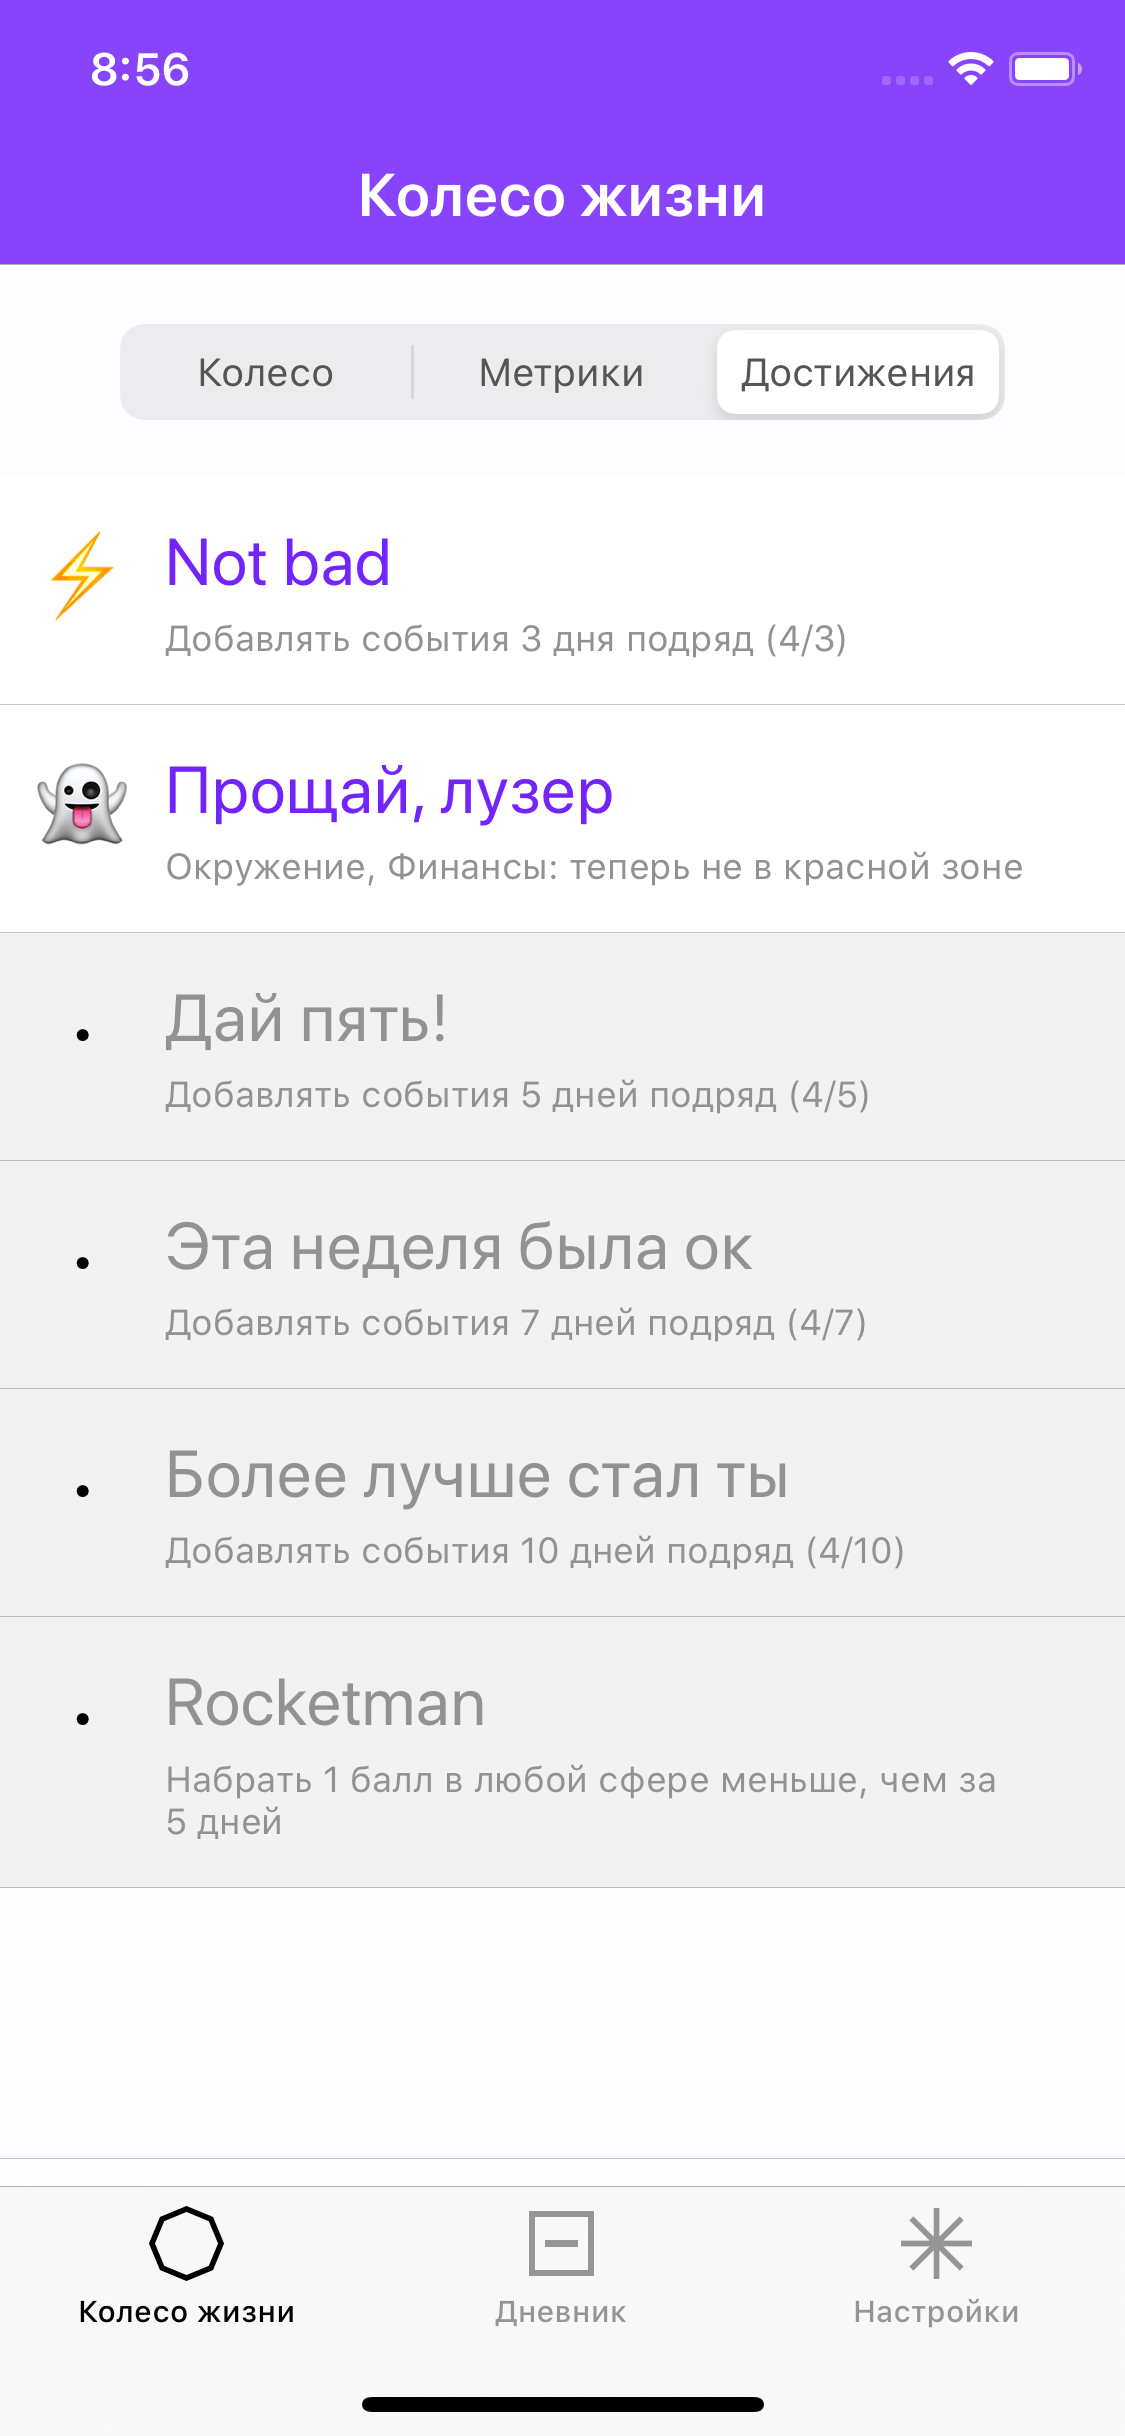 8:56
Колесо жизни
Колесо
Метрики
Достижения
Not bad
Добавлять события 3 дня подряд (4/3)
Прощай, лузер
Окружение, Финансы: теперь не в красной зоне
Дай пять!
Добавлять события 5 дней подряд (4/5)
Эта неделя была ок
Добавлять события 7 дней подряд (4/7)
Более лучше стал ты
Добавлять события 10 дней подряд (4/10)
Rocketman
Набрать 1 балл в любой сфере меньше, чем за
5 дней
Колесо жизни
Дневник
Настройки